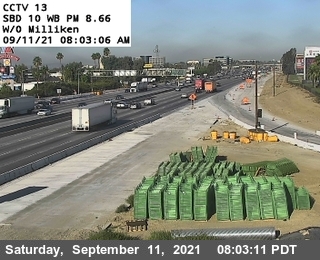 CCTV 13
SBD 10 WB PM 8.66
W/O Milliken
09/11/21 08:03:06 AM
Saturday, September 11, 2021 08:03:11 PDT